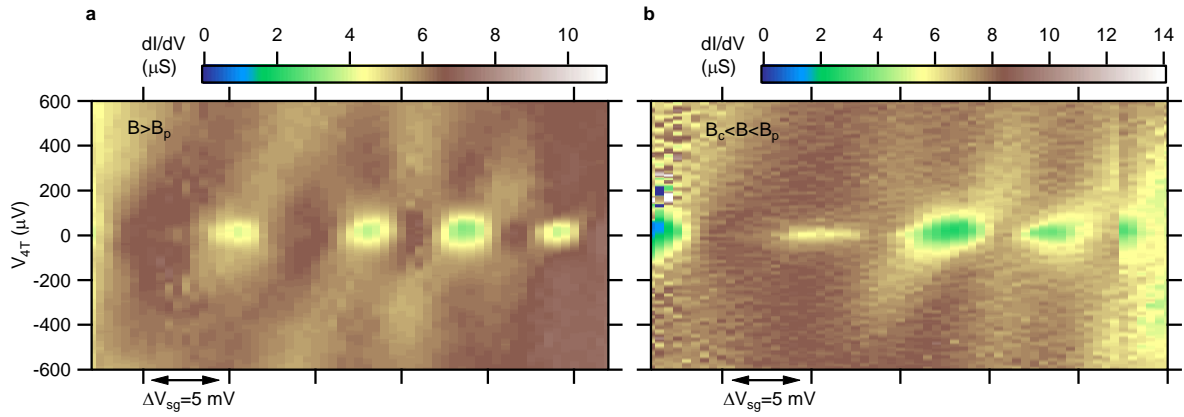 a
dI/dV
(μS)
0 2 4 6 8 10
B>Bp
600
400
200
0
-200
-400
-600
V4T (μV)
ΔVsg=5 mV
b
dI/dV
(μS)
0 2 4 6 8 10 12 14
Bc<B<Bp
ΔVsg=5 mV